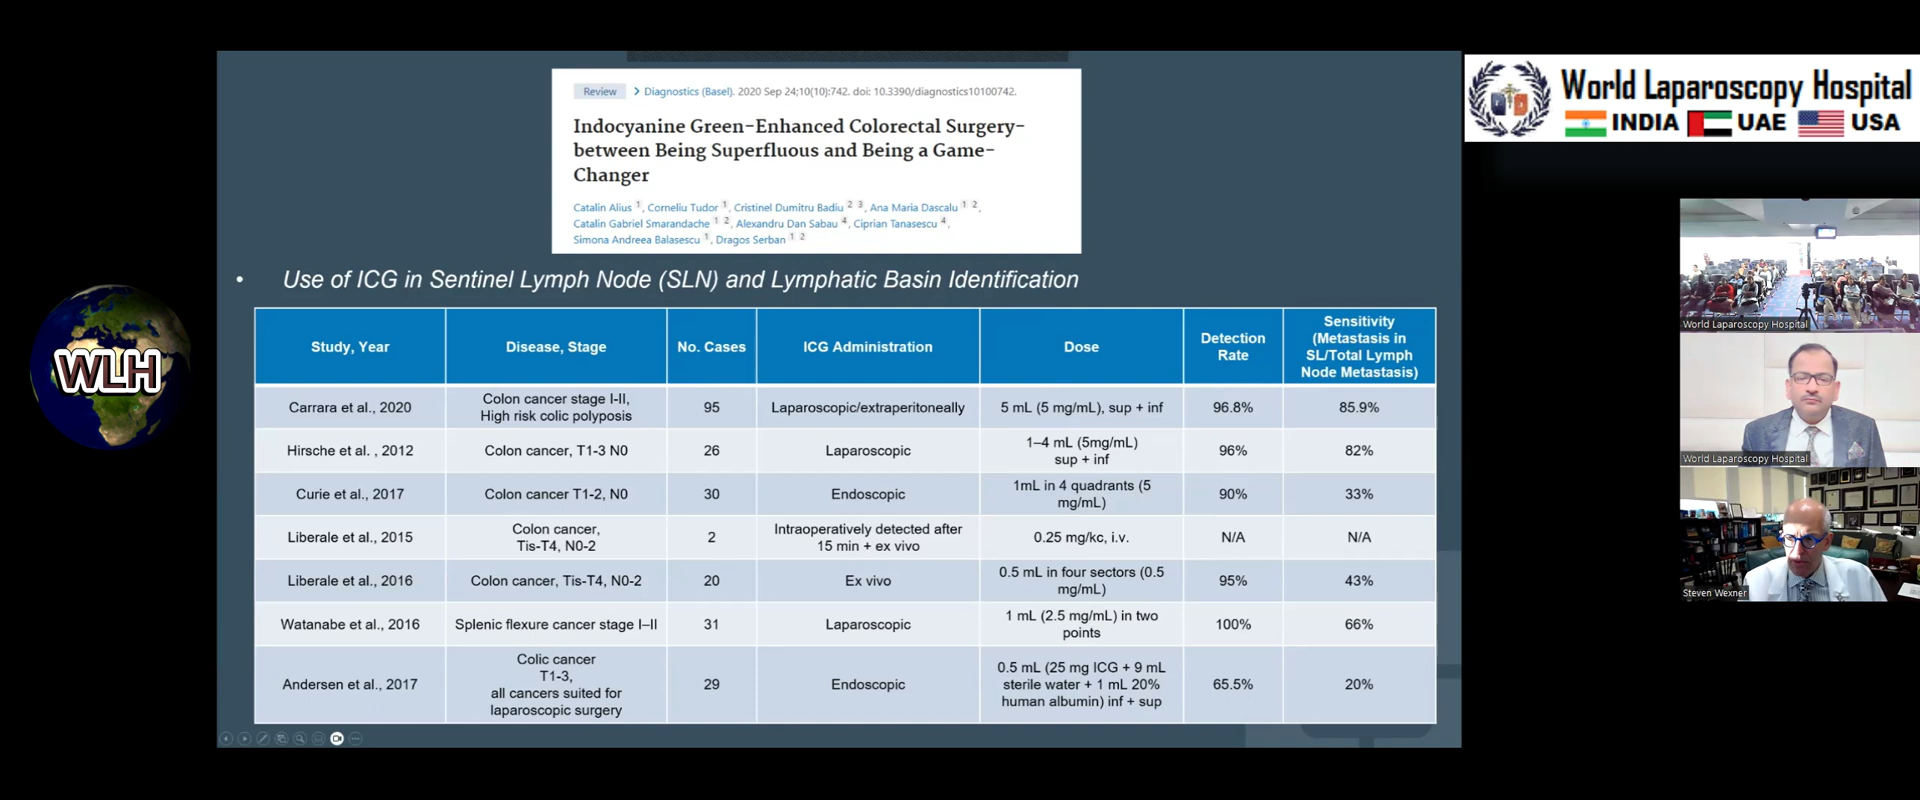 World Laparoscopy Hospital
INDIA UAE USA
Review Diagnostics (Basel). 2020 Sep 24;10(10):742. doi: 10.3390/diagnostics10100742.
Indocyanine Green-Enhanced Colorectal Surgery-
between Being Superfluous and Being a Game-
Changer
Catalin Alius 1, Corneliu Tudor 1, Cristinel Dumitru Badiu 2 3, Ana Maria Dascalu 1 2,
Catalin Gabriel Smarandache 1 2, Alexandru Dan Sabau 4, Ciprian Tanasescu 4,
Simona Andreea Balasescu 1, Dragos Serban 1 2
• Use of ICG in Sentinel Lymph Node (SLN) and Lymphatic Basin Identification
Study, Year
Disease, Stage
No. Cases
ICG Administration
Dose
Detection
Rate
Sensitivity
(Metastasis in
SL/Total Lymph
Node Metastasis)
Carrara et al., 2020
Colon cancer stage I-II,
High risk colic polyposis
95
Laparoscopic/extraperitoneally
5 mL (5 mg/mL), sup + inf
96.8%
85.9%
Hirsche et al. , 2012
Colon cancer, T1-3 N0
26
Laparoscopic
1–4 mL (5mg/mL)
sup + inf
96%
82%
Curie et al., 2017
Colon cancer T1-2, N0
30
Endoscopic
1mL in 4 quadrants (5
mg/mL)
90%
33%
Liberale et al., 2015
Colon cancer,
Tis-T4, N0-2
2
Intraoperatively detected after
15 min + ex vivo
0.25 mg/kc, i.v.
N/A
N/A
Liberale et al., 2016
Colon cancer, Tis-T4, N0-2
20
Ex vivo
0.5 mL in four sectors (0.5
mg/mL)
95%
43%
Watanabe et al., 2016
Splenic flexure cancer stage I–II
31
Laparoscopic
1 mL (2.5 mg/mL) in two
points
100%
66%
Andersen et al., 2017
Colic cancer
T1-3,
all cancers suited for
laparoscopic surgery
29
Endoscopic
0.5 mL (25 mg ICG + 9 mL
sterile water + 1 mL 20%
human albumin) inf + sup
65.5%
20%
WLH
World Laparoscopy Hospital
World Laparoscopy Hospital
Steven Wexner